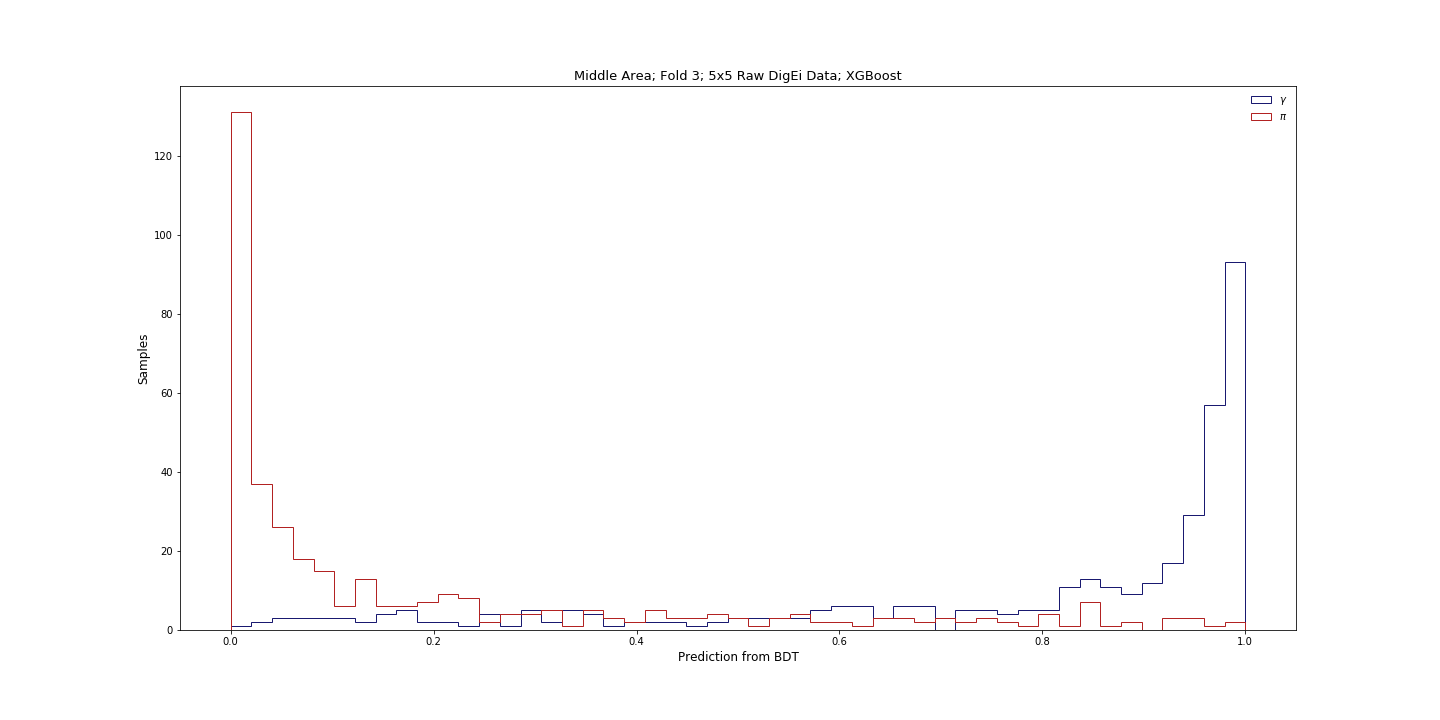 Middle Area; Fold 3; 5x5 Raw DigEi Data; XGBoost
γ
π
120
100
80
60
40
20
0
Samples
0.0 0.2 0.4 0.6 0.8 1.0
Prediction from BDT